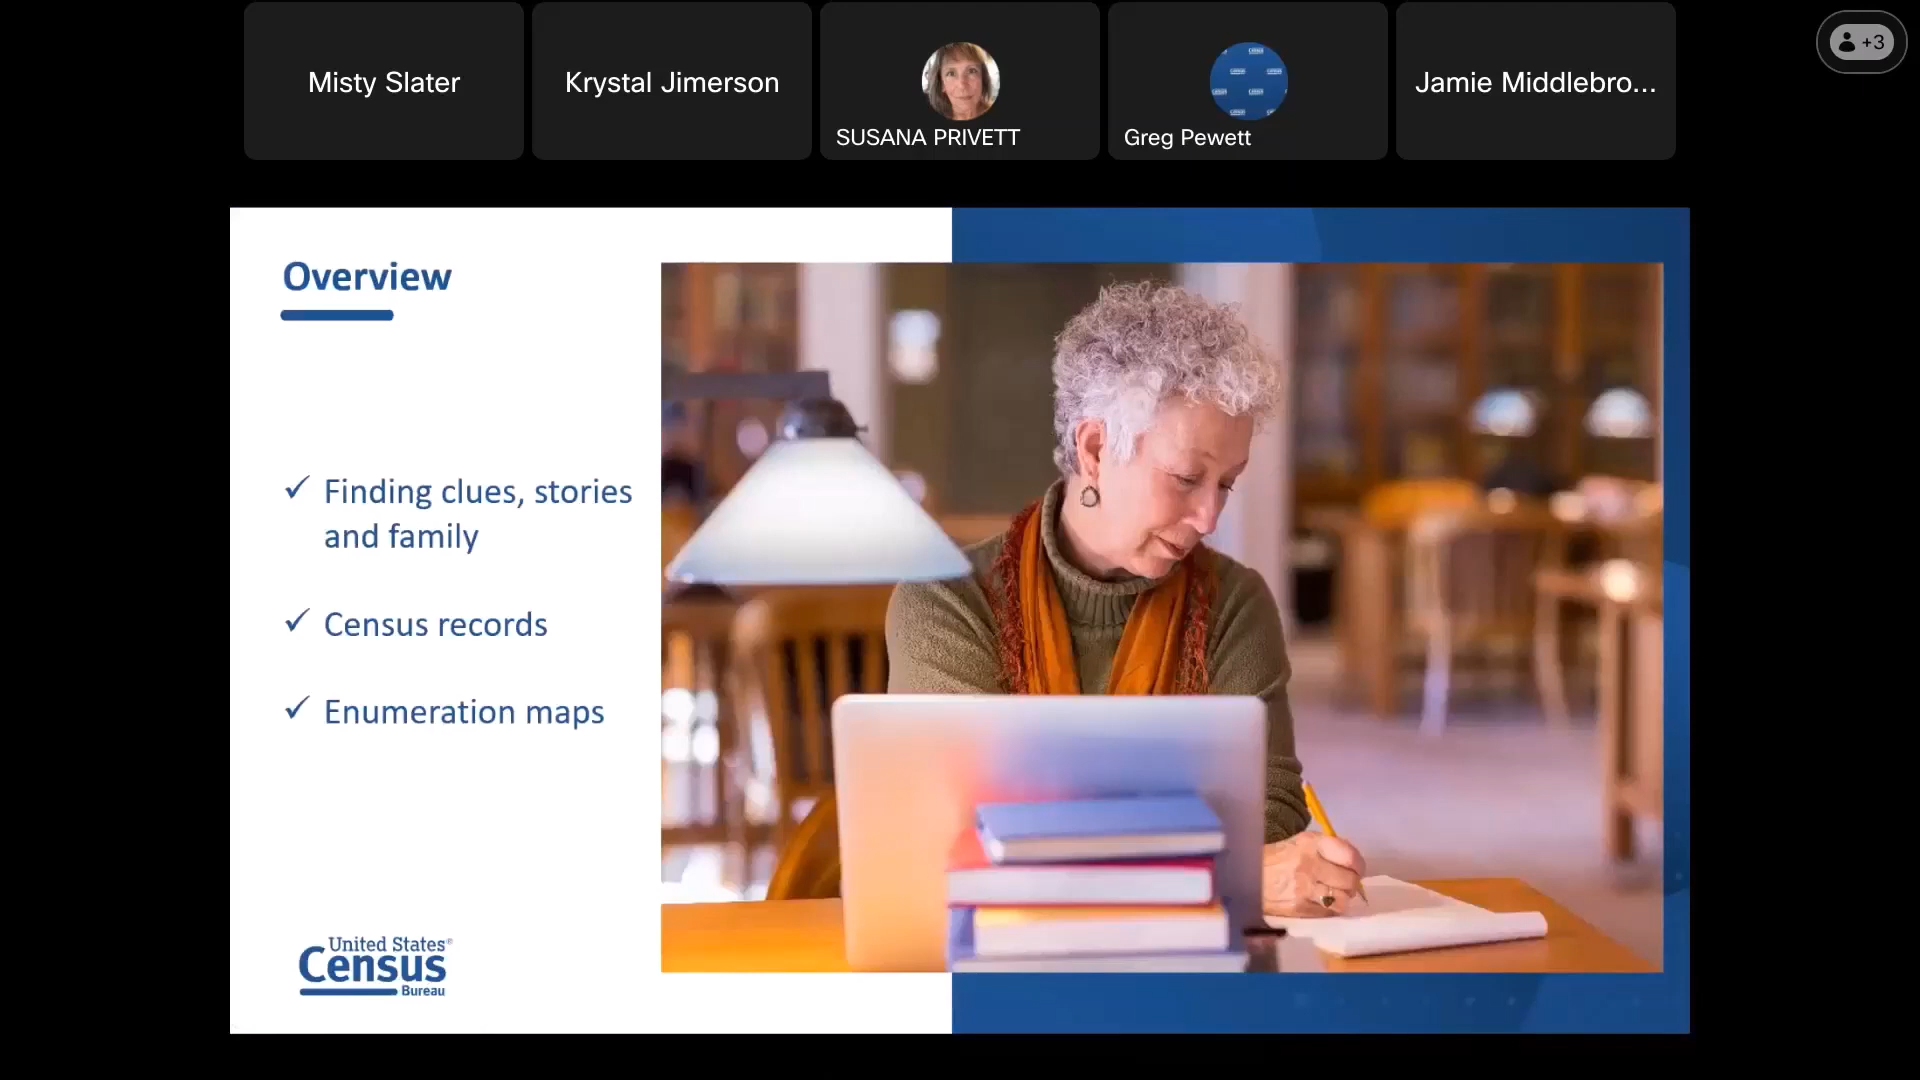 Misty Slater
Krystal Jimerson
SUSANA PRIVETT
Greg Pewett
Jamie Middlebro...
+3
Overview
✓ Finding clues, stories
and family
✓ Census records
✓ Enumeration maps
United States®
Census
Bureau